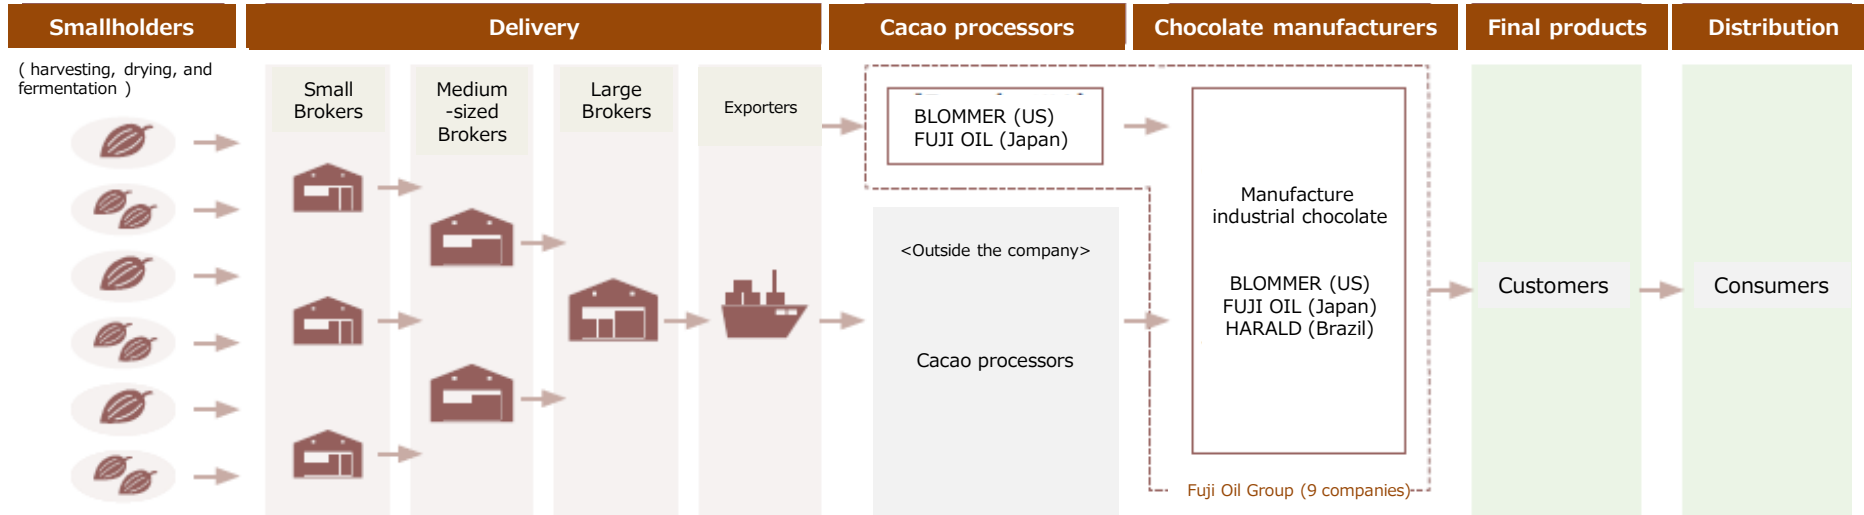 Smallholders
Delivery
Cacao processors
Chocolate manufacturers
Final products
Distribution
( harvesting, drying, and
fermentation )
Small
Brokers
Medium
-sized
Brokers
Large
Brokers
Exporters
BLOMMER (US)
FUJI OIL (Japan)
<Outside the company>
Cacao processors
Manufacture
industrial chocolate
BLOMMER (US)
FUJI OIL (Japan)
HARALD (Brazil)
Fuji Oil Group (9 companies)
Customers
Consumers